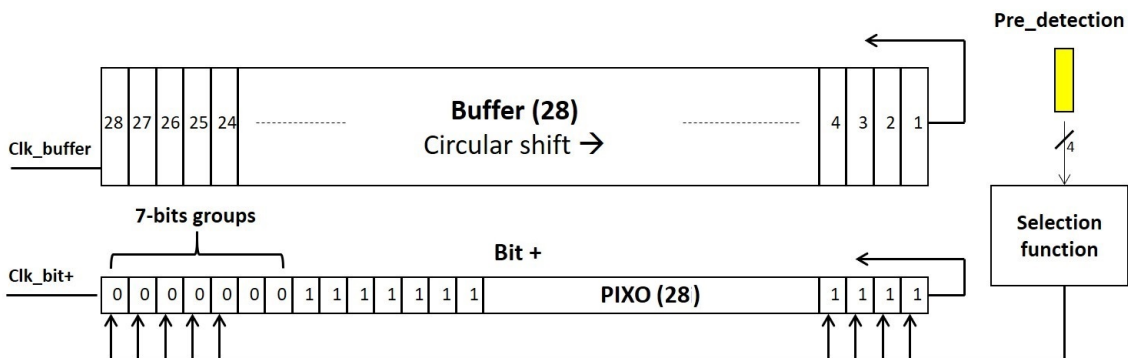 Pre_detection
28 27 26 25 24 Buffer (28) 4 3 2 1
Circular shift →
Clk_buffer
4
7-bits groups
Selection
function
Bit +
Clk_bit+
0 0 0 0 0 0 0 1 1 1 1 1 1 1 PIXO (28) 1 1 1 1